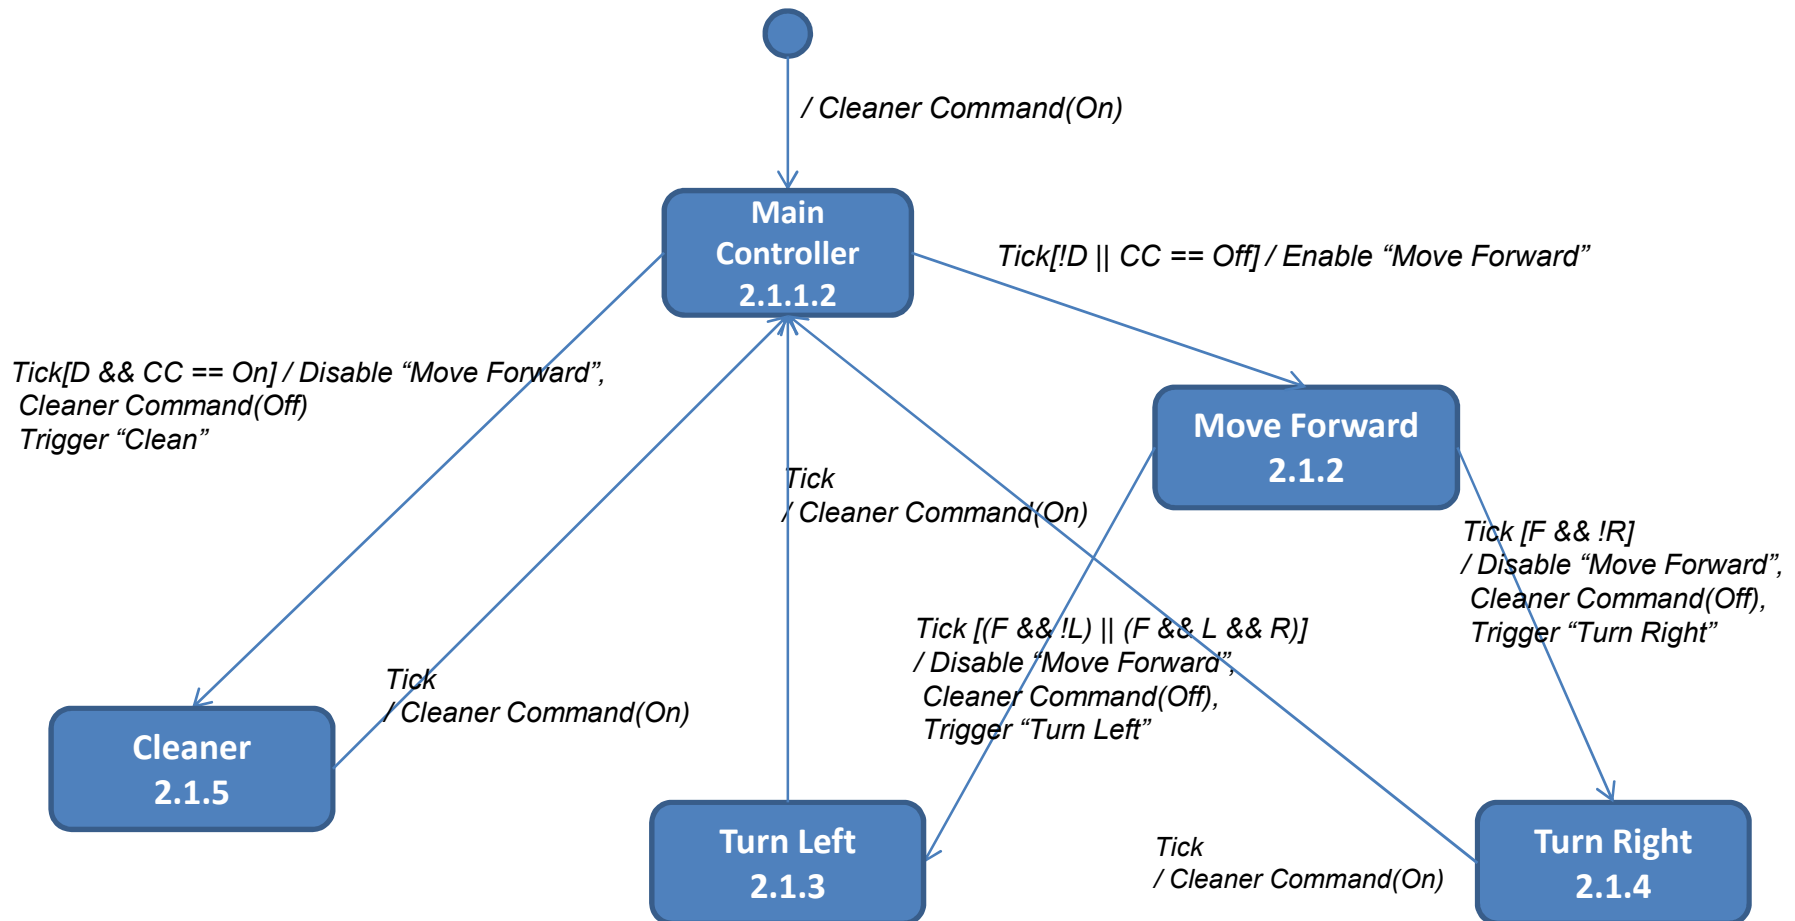 / Cleaner Command(On)
Main
Controller
2.1.1.2
Tick[!D || CC == Off] / Enable “Move Forward”
Tick[D && CC == On] / Disable “Move Forward”,
Cleaner Command(Off)
Trigger “Clean”
Move Forward
2.1.2
Tick
/ Cleaner Command(On)
Tick [F && !R]
/ Disable “Move Forward”,
Cleaner Command(Off),
Trigger “Turn Right”
Tick [(F && !L) || (F && L && R)]
/ Disable “Move Forward”,
Cleaner Command(Off),
Trigger “Turn Left”
Tick
/ Cleaner Command(On)
Cleaner
2.1.5
Turn Left
2.1.3
Tick
/ Cleaner Command(On)
Turn Right
2.1.4